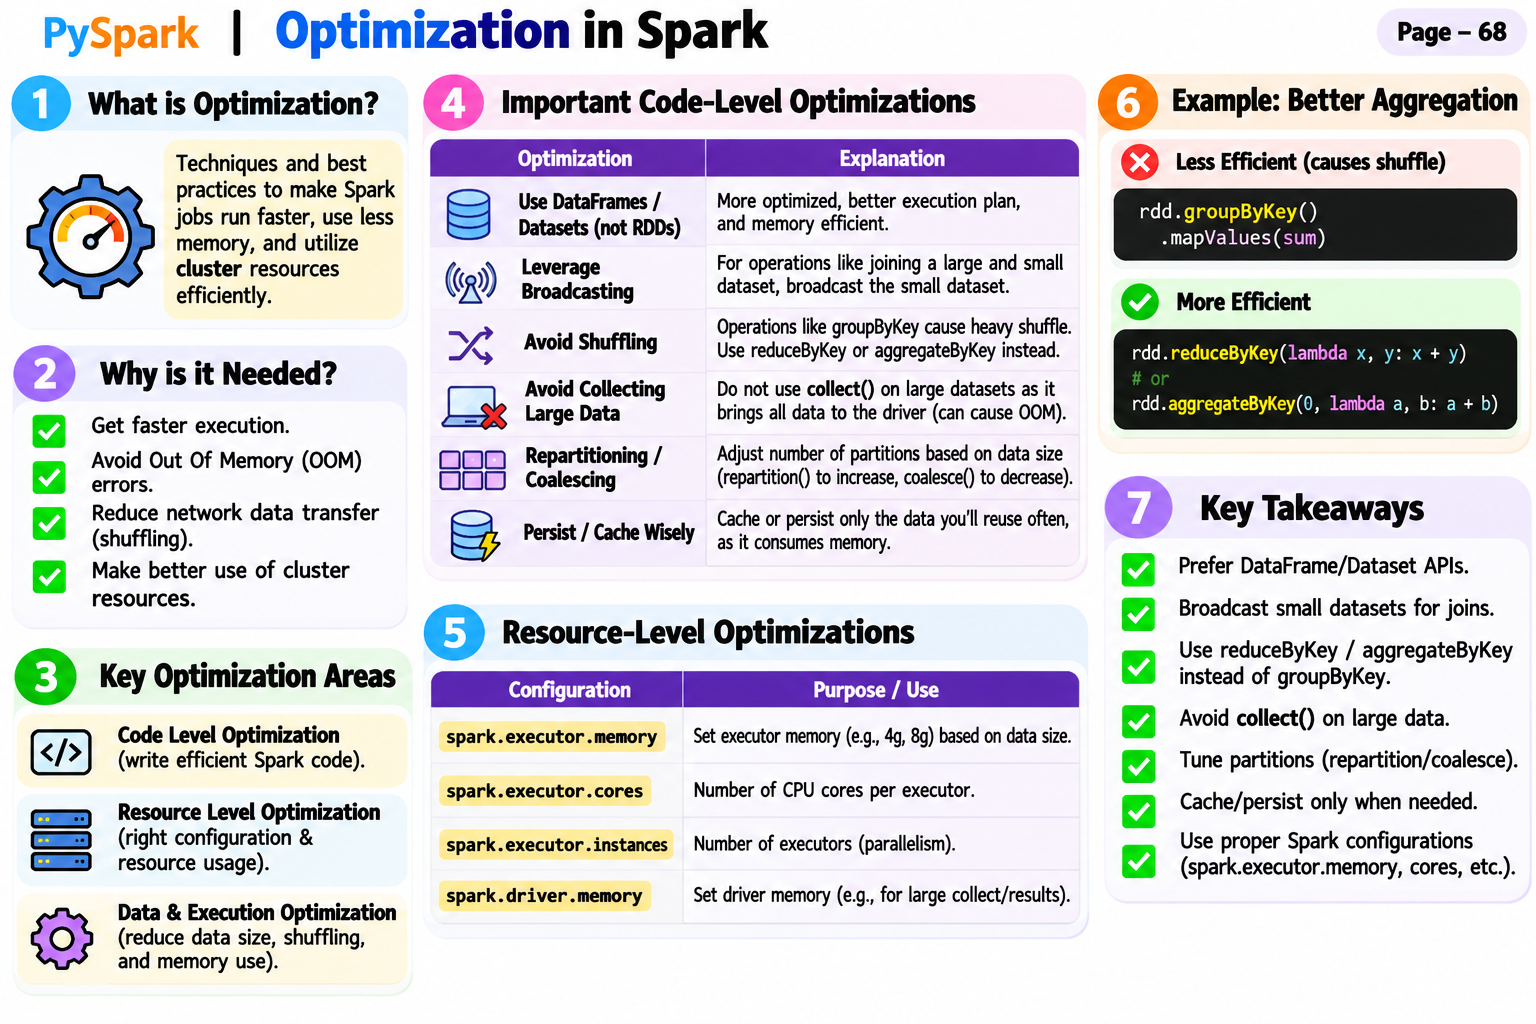 PySpark | Optimization in Spark
Page – 68
1 What is Optimization?
Techniques and best
practices to make Spark
jobs run faster, use less
memory, and utilize
cluster resources
efficiently.
2 Why is it Needed?
Get faster execution.
Avoid Out Of Memory (OOM)
errors.
Reduce network data transfer
(shuffling).
Make better use of cluster
resources.
3 Key Optimization Areas
</>
Code Level Optimization
(write efficient Spark code).
Resource Level Optimization
(right configuration &
resource usage).
Data & Execution Optimization
(reduce data size, shuffling,
and memory use).
4 Important Code-Level Optimizations
Optimization Explanation
Use DataFrames /
Datasets (not RDDs)
More optimized, better execution plan,
and memory efficient.
Leverage
Broadcasting
For operations like joining a large and small
dataset, broadcast the small dataset.
Avoid Shuffling
Operations like groupByKey cause heavy shuffle.
Use reduceByKey or aggregateByKey instead.
Avoid Collecting
Large Data
Do not use collect() on large datasets as it
brings all data to the driver (can cause OOM).
Repartitioning /
Coalescing
Adjust number of partitions based on data size
(repartition() to increase, coalesce() to decrease).
Persist / Cache Wisely
Cache or persist only the data you'll reuse often,
as it consumes memory.
5 Resource-Level Optimizations
Configuration Purpose / Use
spark.executor.memory Set executor memory (e.g., 4g, 8g) based on data size.
spark.executor.cores Number of CPU cores per executor.
spark.executor.instances Number of executors (parallelism).
spark.driver.memory Set driver memory (e.g., for large collect/results).
6 Example: Better Aggregation
Less Efficient (causes shuffle)
rdd.groupByKey()
.mapValues(sum)
More Efficient
rdd.reduceByKey(lambda x, y: x + y)
# or
rdd.aggregateByKey(0, lambda a, b: a + b)
7 Key Takeaways
Prefer DataFrame/Dataset APIs.
Broadcast small datasets for joins.
Use reduceByKey / aggregateByKey
instead of groupByKey.
Avoid collect() on large data.
Tune partitions (repartition/coalesce).
Cache/persist only when needed.
Use proper Spark configurations
(spark.executor.memory, cores, etc.).